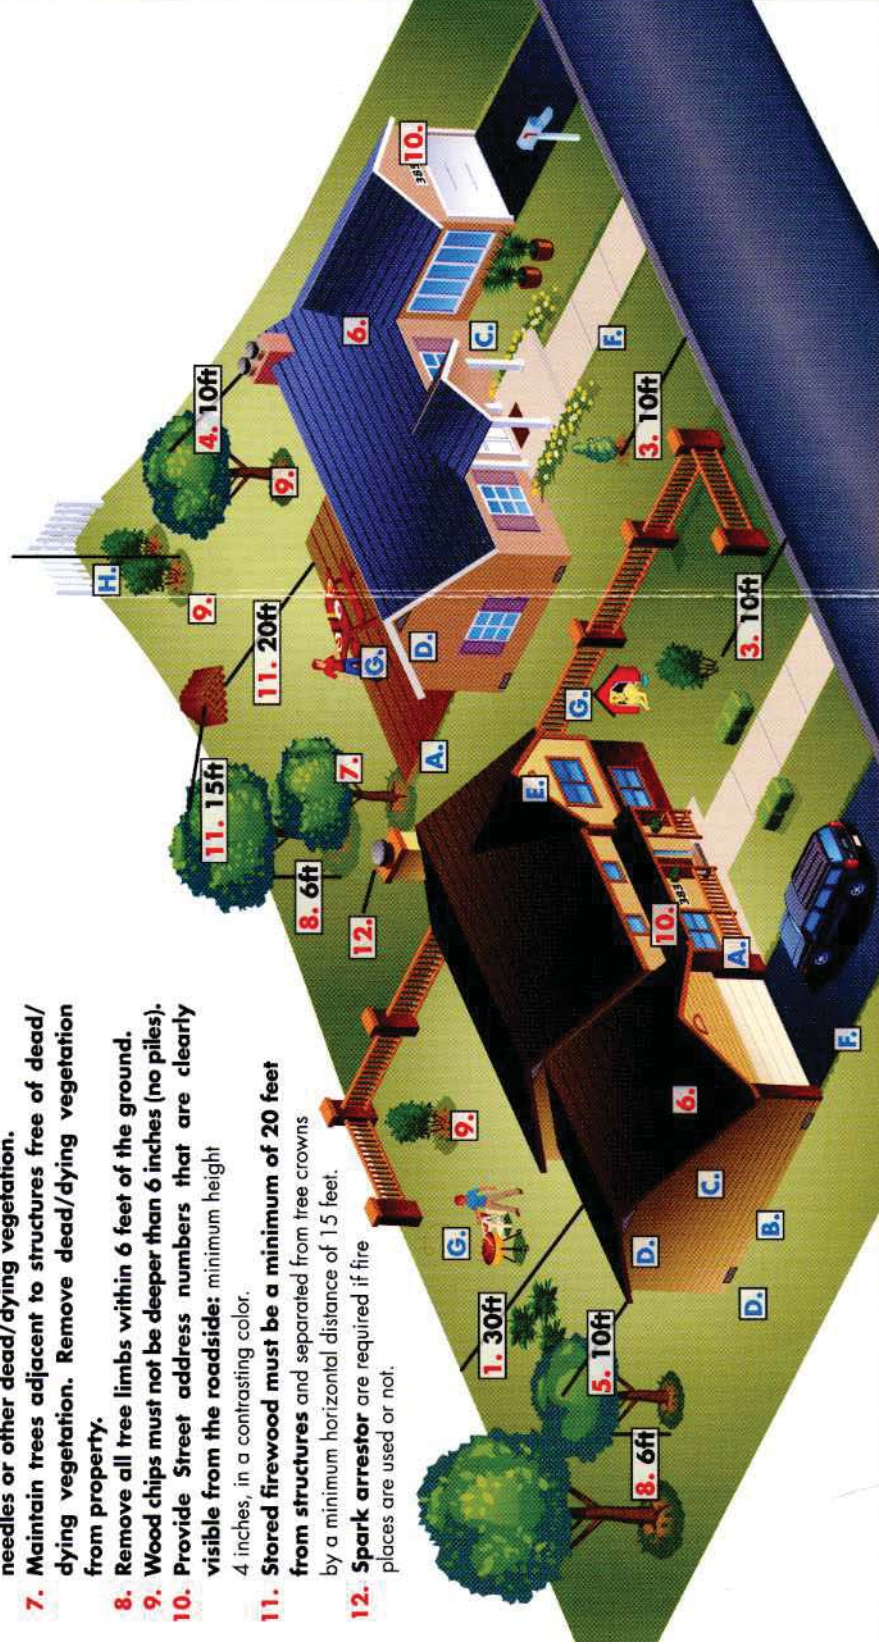 needles or other dead/dying vegetation.
7. Maintain trees adjacent to structures free of dead/
dying vegetation. Remove dead/dying vegetation
from property.
8. Remove all tree limbs within 6 feet of the ground.
9. Wood chips must not be deeper than 6 inches (no piles).
10. Provide Street address numbers that are clearly
visible from the roadside: minimum height
4 inches, in a contrasting color.
11. Stored firewood must be a minimum of 20 feet
from structures and separated from tree crowns
by a minimum horizontal distance of 15 feet.
12. Spark arrestor are required if fire
places are used or not.
H.
9.
4. 10ft
9.
11. 20ft
11. 15ft
8. 6ft
7.
12.
G.
A.
D.
6.
10.
C.
F.
3. 10ft
3. 10ft
G.
E.
10.
383
A.
F.
6.
C.
B.
D.
D.
9.
G.
1. 30ft
5. 10ft
8. 6ft